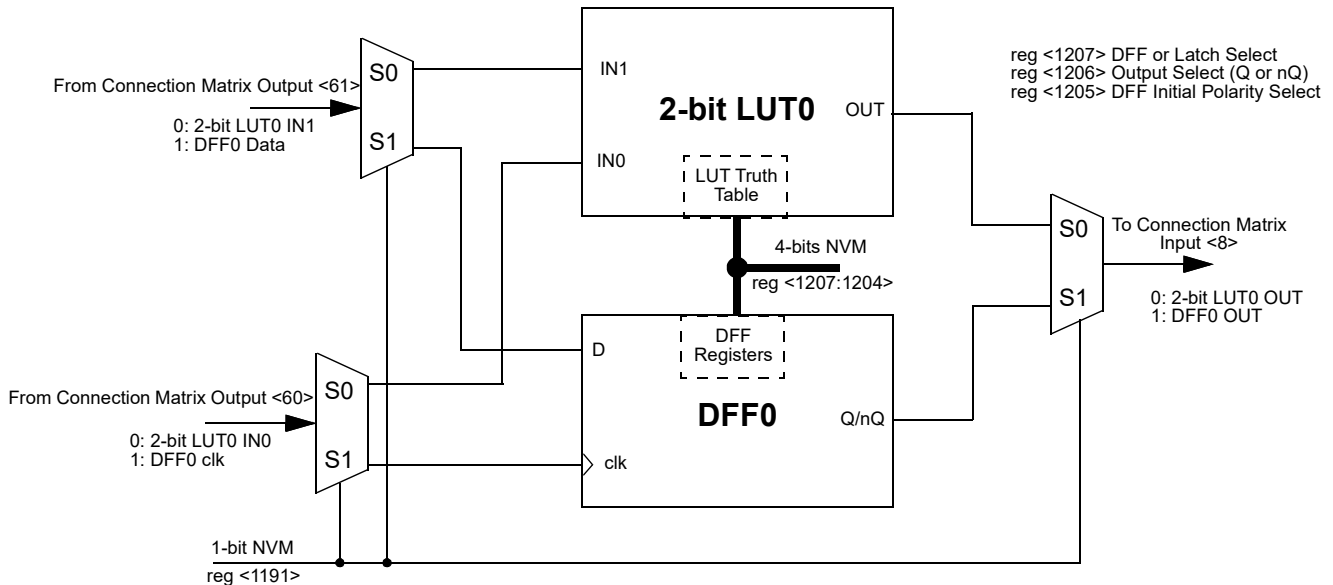 reg <1207> DFF or Latch Select
reg <1206> Output Select (Q or nQ)
reg <1205> DFF Initial Polarity Select
From Connection Matrix Output <61>
0: 2-bit LUT0 IN1
1: DFF0 Data
S0
S1
IN1
IN0
2-bit LUT0
OUT
LUT Truth
Table
4-bits NVM
reg <1207:1204>
S0
S1
To Connection Matrix
Input <8>
0: 2-bit LUT0 OUT
1: DFF0 OUT
From Connection Matrix Output <60>
0: 2-bit LUT0 IN0
1: DFF0 clk
S0
S1
D
clk
DFF
Registers
DFF0
Q/nQ
1-bit NVM
reg <1191>